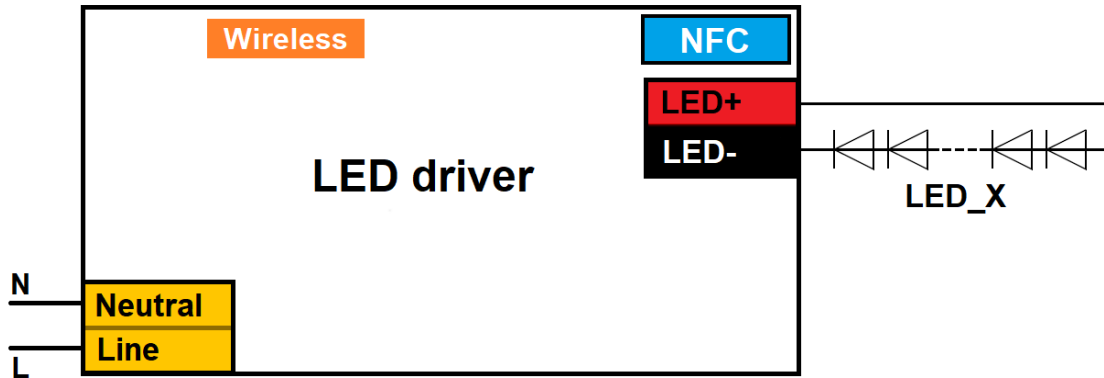 Wireless
NFC
LED+
LED-
LED driver
LED_X
N
Neutral
Line
L